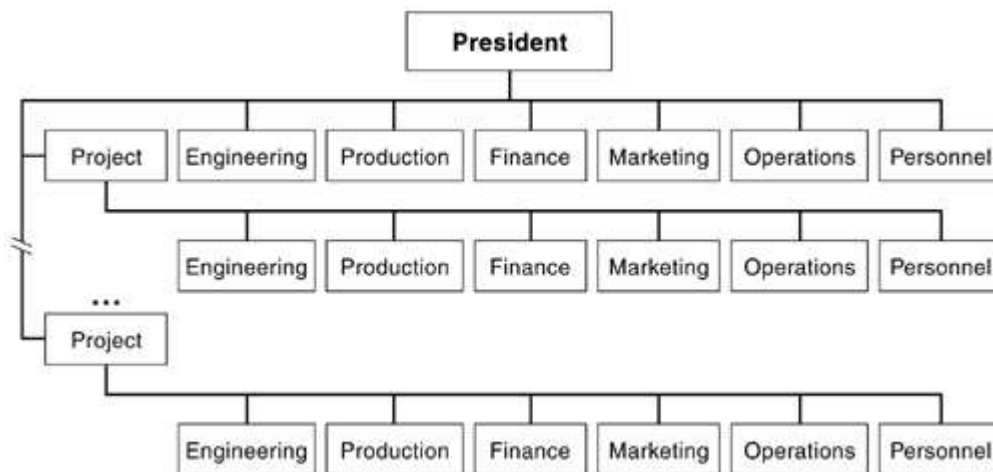 President
Project Engineering Production Finance Marketing Operations Personnel
Engineering Production Finance Marketing Operations Personnel
...
Project
Engineering Production Finance Marketing Operations Personnel